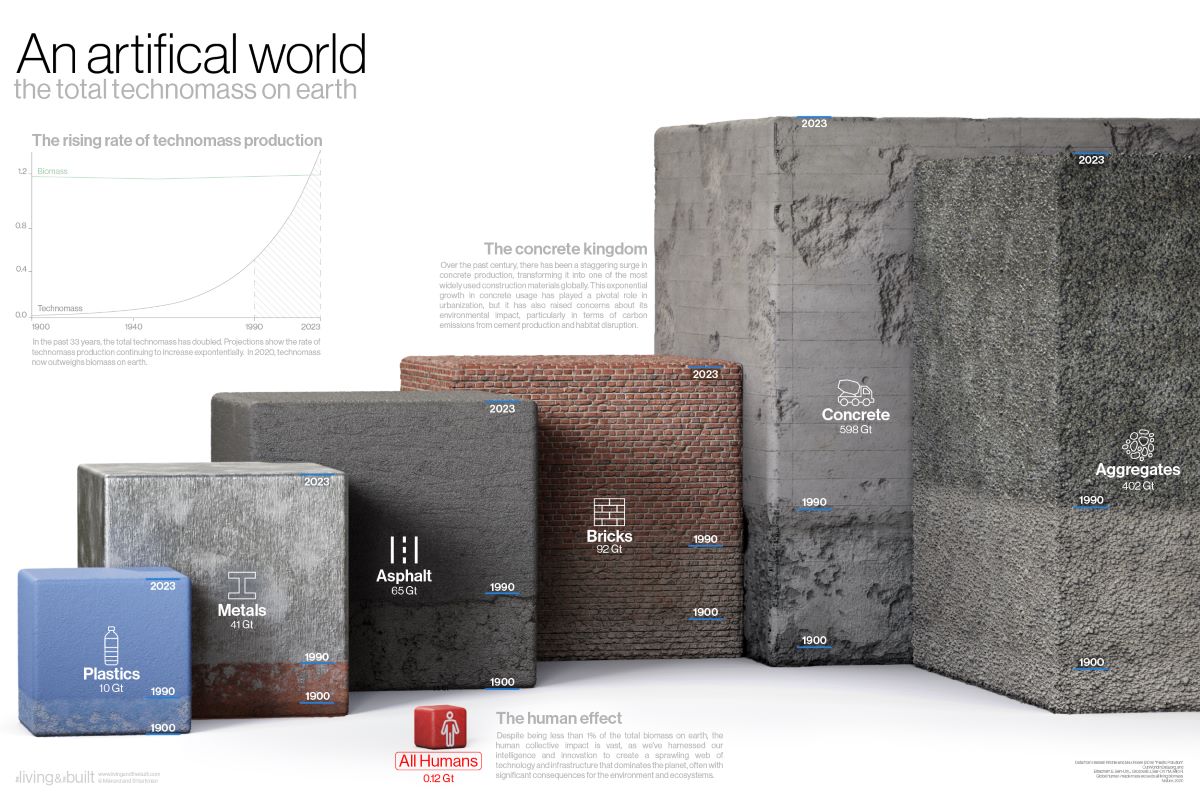 An artifical world
the total technomass on earth
The rising rate of technomass production
1.2
Biomass
0.8
0.4
Technomass
0.0
1900
1940
1990
2023
In the past 33 years, the total technomass has doubled. Projections show the rate of
technomass production continuing to increase expontentially. In 2020, technomass
now outweighs biomass on earth.
The concrete kingdom
Over the past century, there has been a staggering surge in
concrete production, transforming it into one of the most
widely used construction materials globally. This exponential
growth in concrete usage has played a pivotal role in
urbanization, but it has also raised concerns about its
environmental impact, particularly in terms of carbon
emissions from cement production and habitat disruption.
2023
Plastics
10 Gt
1990
1900
2023
Metals
41 Gt
1990
1900
2023
Asphalt
65 Gt
1990
1900
2023
Bricks
92 Gt
1990
1900
2023
Concrete
598 Gt
1990
1900
2023
Aggregates
402 Gt
1990
1900
All Humans
0.12 Gt
The human effect
Despite being less than 1% of the total biomass on earth, the
human collective impact is vast, as we've harnessed our
intelligence and innovation to create a sprawling web of
technology and infrastructure that dominates the planet, often with
significant consequences for the environment and ecosystems.
living&built
www.livingandthebuilt.com
Nature, 2020